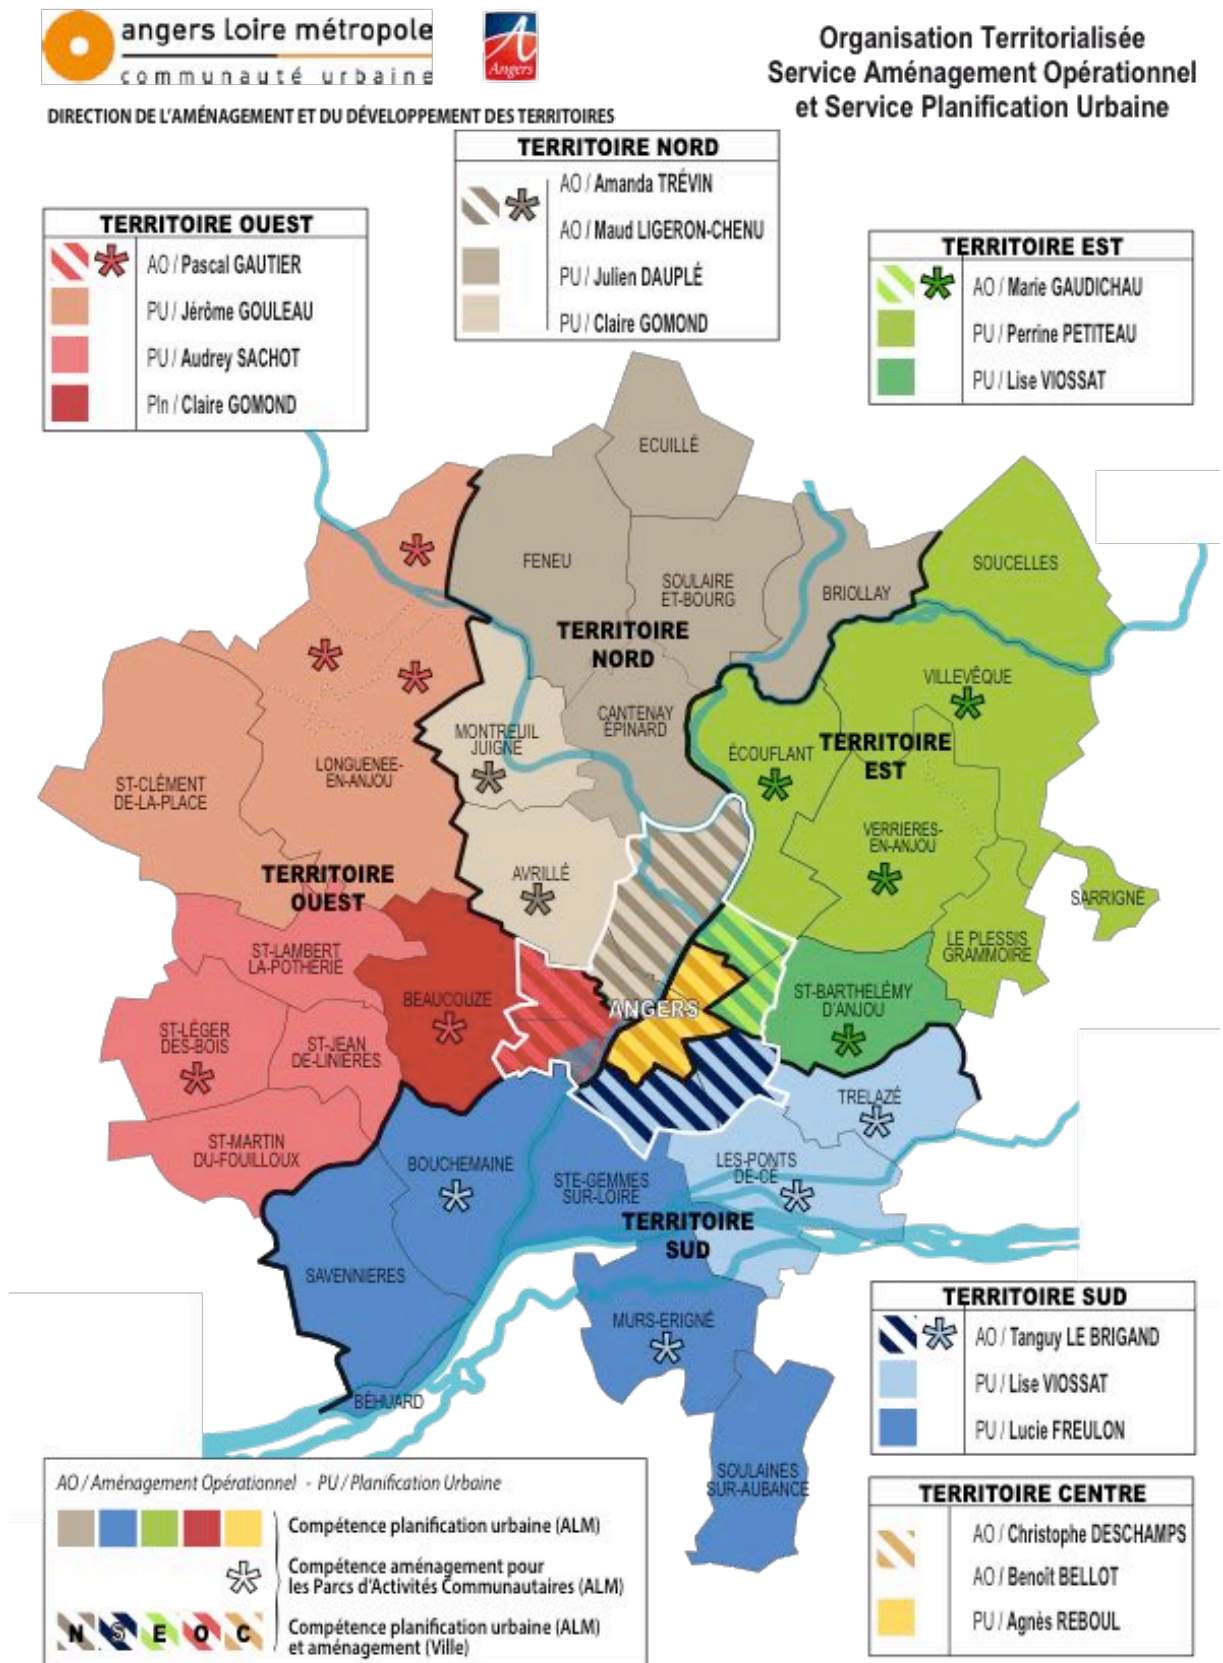 angers Loire métropole
communauté urbaine
Angers
Organisation Territorialisée
Service Aménagement Opérationnel
et Service Planification Urbaine
DIRECTION DE L'AMÉNAGEMENT ET DU DÉVELOPPEMENT DES TERRITOIRES
TERRITOIRE NORD
AO / Amanda TRÉVIN
AO / Maud LIGERON-CHENU
PU / Julien DAUPLÉ
PU / Claire GOMOND
TERRITOIRE OUEST
AO / Pascal GAUTIER
PU / Jérôme GOULEAU
PU / Audrey SACHOT
Pln / Claire GOMOND
TERRITOIRE EST
AO / Marie GAUDICHAU
PU / Perrine PETITEAU
PU / Lise VIOSSAT
ECUILLÉ
FENEU
SOULAIRE
ET-BOURG
BRIOLLAY
SOUCELLES
TERRITOIRE
NORD
VILLEVÊQUE
CANTENAY
ÉPINARD
MONTREUIL
JUIGNE
ÉCOUFLANT
TERRITOIRE
EST
LONGUENEE-
EN-ANJOU
ST-CLÉMENT
DE-LA-PLACE
VERRIERES-
EN-ANJOU
AVRILLÉ
TERRITOIRE
OUEST
SARRIGNÉ
LE PLESSIS
GRAMMOIRE
ST-LAMBERT
LA-POTHERIE
BEAUCOUZE
ANGERS
ST-BARTHELÉMY
D'ANJOU
ST-LÉGER
DES-BOIS
ST-JEAN
DE-LINIÈRES
TRELAZÉ
ST-MARTIN
DU-FOUILLOUX
BOUCHEMAINE
STE-GEMMES
SUR-LOIRE
LES-PONTS
DE-CÉ
TERRITOIRE
SUD
SAVENNIERES
MURS-ERIGNÉ
BÉHUARD
SOULAINES
SUR-AUBANCE
TERRITOIRE SUD
AO / Tanguy LE BRIGAND
PU / Lise VIOSSAT
PU / Lucie FREULON
TERRITOIRE CENTRE
AO / Christophe DESCHAMPS
AO / Benoît BELLOT
PU / Agnès REBOUL
AO / Aménagement Opérationnel - PU / Planification Urbaine
Compétence planification urbaine (ALM)
Compétence aménagement pour
les Parcs d'Activités Communautaires (ALM)
N S E O C
Compétence planification urbaine (ALM)
et aménagement (Ville)